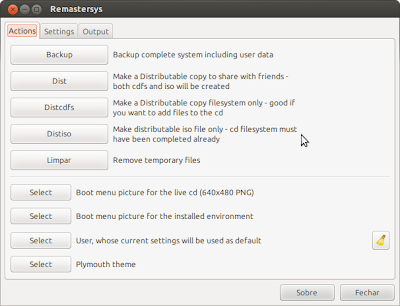 Remastersys
Actions Settings Output
Backup Backup complete system including user data
Dist Make a Distributable copy to share with friends -
both cdfs and iso will be created
Distcdfs Make a Distributable copy filesystem only - good if
you want to add files to the cd
Distiso Make distributable iso file only - cd filesystem must
have been completed already
Limpar Remove temporary files
Select Boot menu picture for the live cd (640x480 PNG)
Select Boot menu picture for the installed environment
Select User, whose current settings will be used as default
Select Plymouth theme
Sobre Fechar